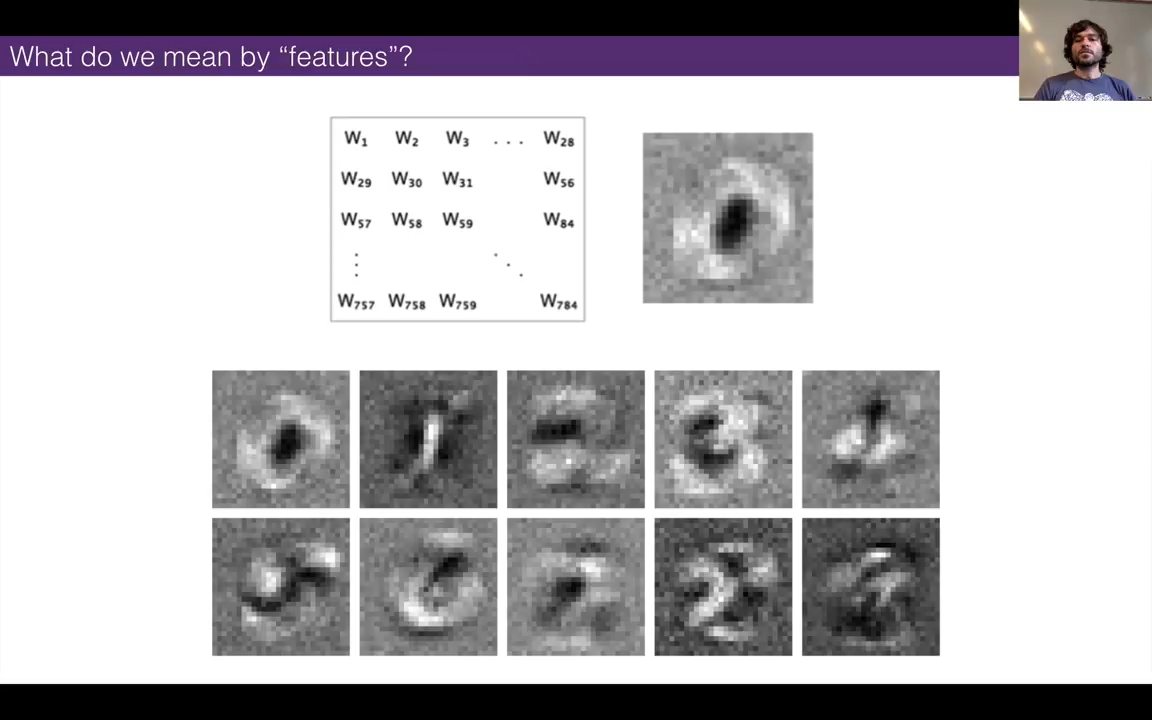 What do we mean by “features”?
W₁ W₂ W₃ . . . W₂₈
W₂₉ W₃₀ W₃₁ W₅₆
W₅₇ W₅₈ W₅₉ W₈₄
W₇₅₇ W₇₅₈ W₇₅₉ W₇₈₄